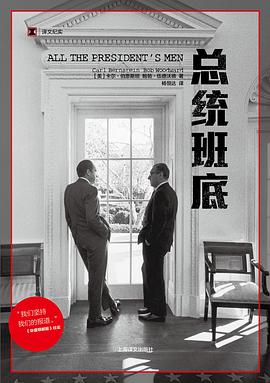 译文纪实
ALL THE PRESIDENT'S MEN
Carl Bernstein Bob Woodward
[美]卡尔·伯恩斯坦 鲍勃·伍德沃德 著
杨恒达 译
总统班底
“我们坚持
我们的报道。”
上海译文出版社